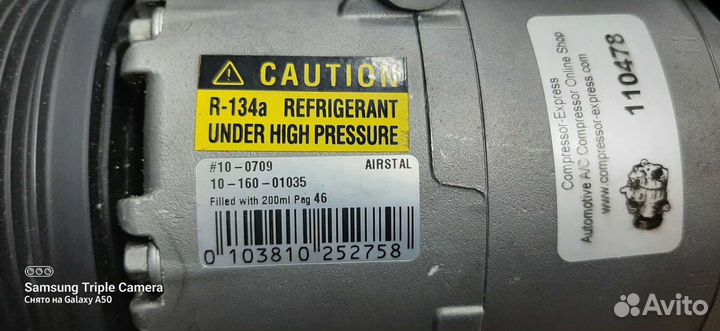 CAUTION
R-134a REFRIGERANT
UNDER HIGH PRESSURE
#10-0709 AIRSTAL
10-160-01035
Filled with 200ml Pag 46
0 103810 252758
Compressor-Express
Automotive A/C Compressor Online Shop
www.compressor-express.com
110478
Samsung Triple Camera
Снято на Galaxy A50
Avito